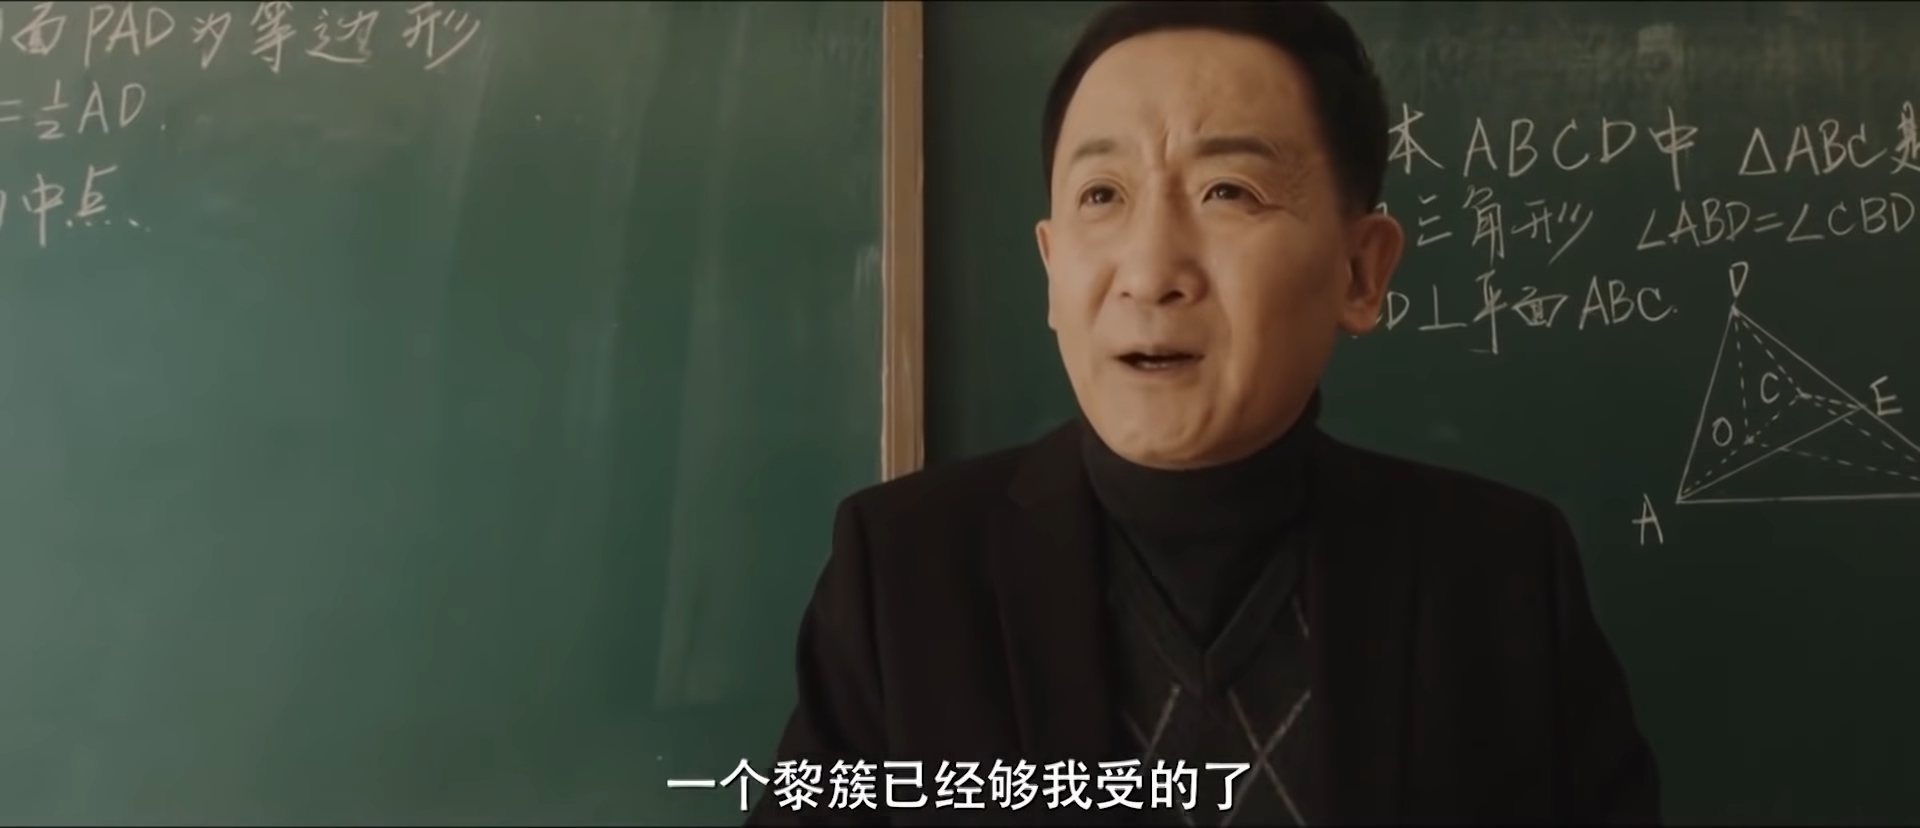 面PAD为等边形
=½AD.
中点.
本ABCD中 △ABC是
三角形 ∠ABD=∠CBD
D⊥平面ABC.
D
C
E
O
A
一个黎簇已经够我受的了